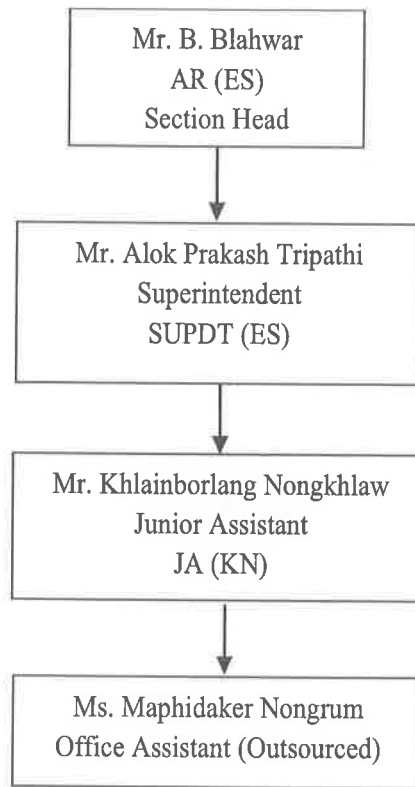 Mr. B. Blahwar
AR (ES)
Section Head
Mr. Alok Prakash Tripathi
Superintendent
SUPDT (ES)
Mr. Khlainborlang Nongkhlaw
Junior Assistant
JA (KN)
Ms. Maphidaker Nongrum
Office Assistant (Outsourced)